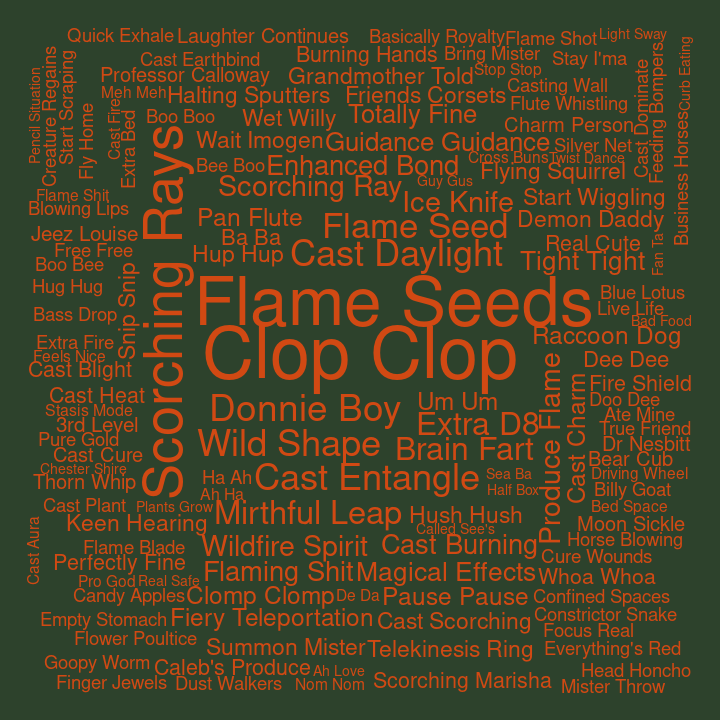 Quick Exhale
Laughter Continues
Basically Royalty
Flame Shot
Light Sway
Cast Earthbind
Burning Hands
Bring Mister
Stay I'ma
Professor Calloway
Grandmother Told
Stop Stop
Casting Wall
Meh Meh
Halting Sputters
Friends Corsets
Flute Whistling
Boo Boo
Wet Willy
Totally Fine
Charm Person
Wait Imogen
Guidance Guidance
Silver Net
Cross Buns
Twist Dance
Bee Boo
Enhanced Bond
Flying Squirrel
Pencil Situation
Creature Regains
Start Scraping
Fly Home
Cast Fire
Extra Bed
Cast Dominate
Feeding Bompers
Curb Eating
Business Horses
Fan Ta
Guy Gus
Scorching Ray
Ice Knife
Start Wiggling
Flame Shit
Blowing Lips
Pan Flute
Flame Seed
Demon Daddy
Jeez Louise
Ba Ba
Real Cute
Free Free
Hup Hup
Cast Daylight
Tight Tight
Boo Bee
Hug Hug
Snip Snip
Scorching Rays
Flame Seeds
Blue Lotus
Live Life
Bad Food
Bass Drop
Clop Clop
Raccoon Dog
Extra Fire
Feels Nice
Dee Dee
Cast Blight
Fire Shield
Cast Heat
Donnie Boy
Um Um
Doo Dee
Stasis Mode
Ate Mine
3rd Level
Extra D8
True Friend
Pure Gold
Wild Shape
Brain Fart
Produce Flame
Cast Charm
Dr Nesbitt
Cast Cure
Bear Cub
Chester Shire
Thorn Whip
Ha Ah
Cast Entangle
Sea Ba
Driving Wheel
Half Box
Billy Goat
Ah Ha
Cast Plant
Plants Grow
Mirthful Leap
Hush Hush
Bed Space
Keen Hearing
Called See's
Moon Sickle
Cast Aura
Flame Blade
Wildfire Spirit
Cast Burning
Horse Blowing
Perfectly Fine
Cure Wounds
Flaming Shit
Magical Effects
Whoa Whoa
Pro God
Real Safe
Candy Apples
Clomp Clomp
De Da
Pause Pause
Confined Spaces
Empty Stomach
Fiery Teleportation
Cast Scorching
Constrictor Snake
Focus Real
Flower Poultice
Summon Mister
Telekinesis Ring
Everything's Red
Goopy Worm
Caleb's Produce
Ah Love
Head Honcho
Finger Jewels
Dust Walkers
Nom Nom
Scorching Marisha
Mister Throw